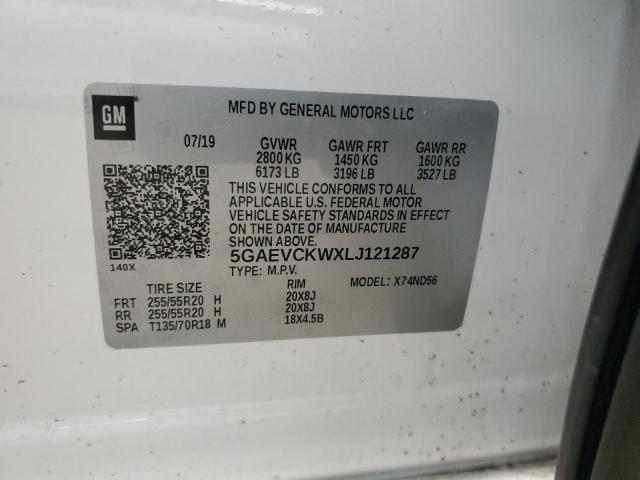 GM
MFD BY GENERAL MOTORS LLC
07/19 GVWR GAWR FRT GAWR RR
2800 KG 1450 KG 1600 KG
6173 LB 3196 LB 3527 LB
THIS VEHICLE CONFORMS TO ALL
APPLICABLE U.S. FEDERAL MOTOR
VEHICLE SAFETY STANDARDS IN EFFECT
ON THE DATE OF MANUFACTURE
SHOWN ABOVE.
140X 5GAEVCKWXLJ121287
TYPE: M.P.V. MODEL: X74ND56
TIRE SIZE RIM
FRT 255/55R20 H 20X8J
RR 255/55R20 H 20X8J
SPA T135/70R18 M 18X4.5B